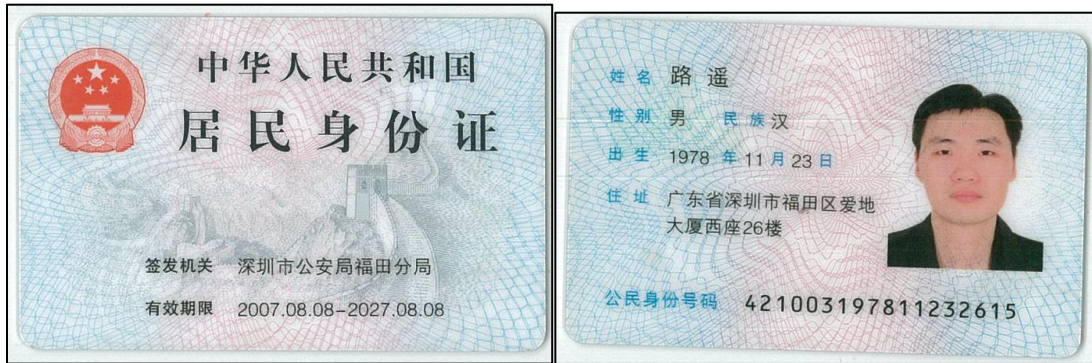 中华人民共和国
居民身份证
签发机关 深圳市公安局福田分局
有效期限 2007.08.08-2027.08.08
姓名 路遥
性别 男 民族 汉
出生 1978 年 11 月 23 日
住址 广东省深圳市福田区爱地
大厦西座26楼
公民身份号码 421003197811232615